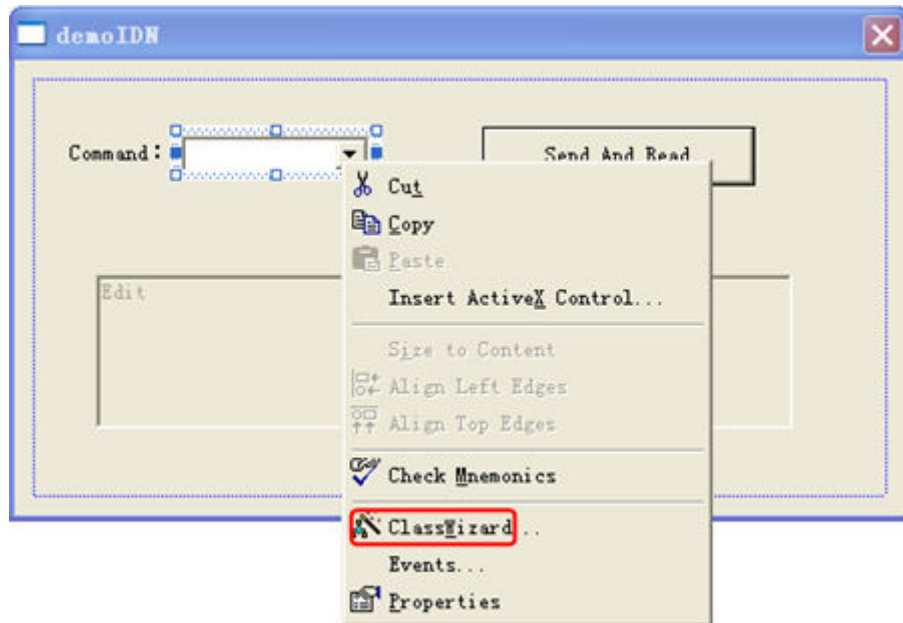 demoIDN
Command:
Send And Read
Edit
Cut
Copy
Paste
Insert ActiveX Control...
Size to Content
Align Left Edges
Align Top Edges
Check Mnemonics
ClassWizard...
Events...
Properties